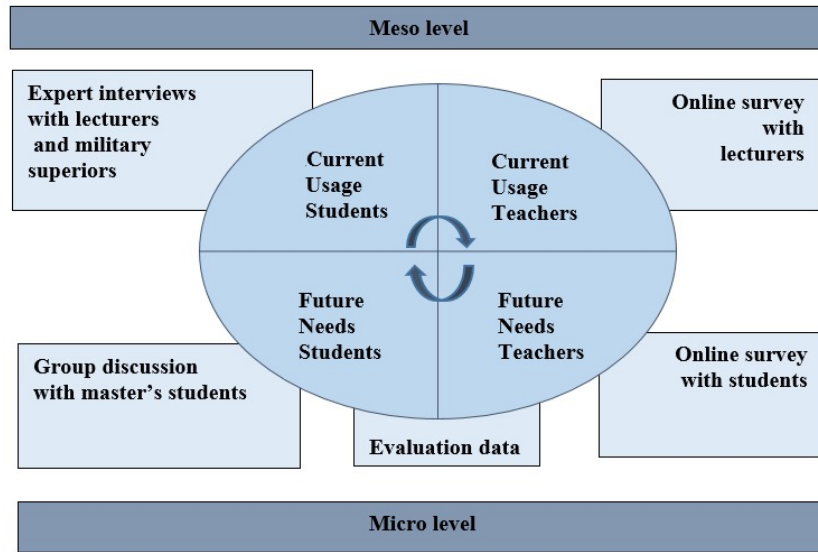 Meso level
Expert interviews
with lecturers
and military
superiors
Online survey
with
lecturers
Current
Usage
Students
Current
Usage
Teachers
Future
Needs
Students
Future
Needs
Teachers
Group discussion
with master's students
Online survey
with students
Evaluation data
Micro level